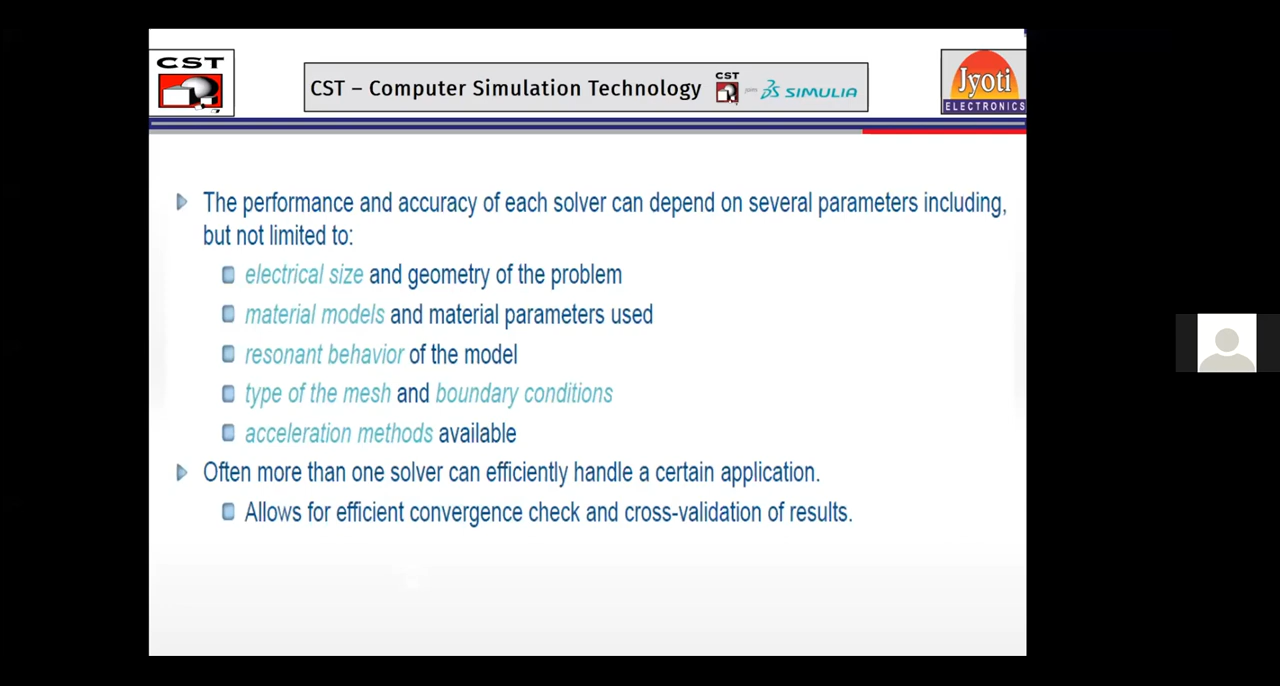 CST
CST – Computer Simulation Technology
CST
SIMULIA
Jyoti
ELECTRONICS
The performance and accuracy of each solver can depend on several parameters including,
but not limited to:
electrical size and geometry of the problem
material models and material parameters used
resonant behavior of the model
type of the mesh and boundary conditions
acceleration methods available
Often more than one solver can efficiently handle a certain application.
Allows for efficient convergence check and cross-validation of results.